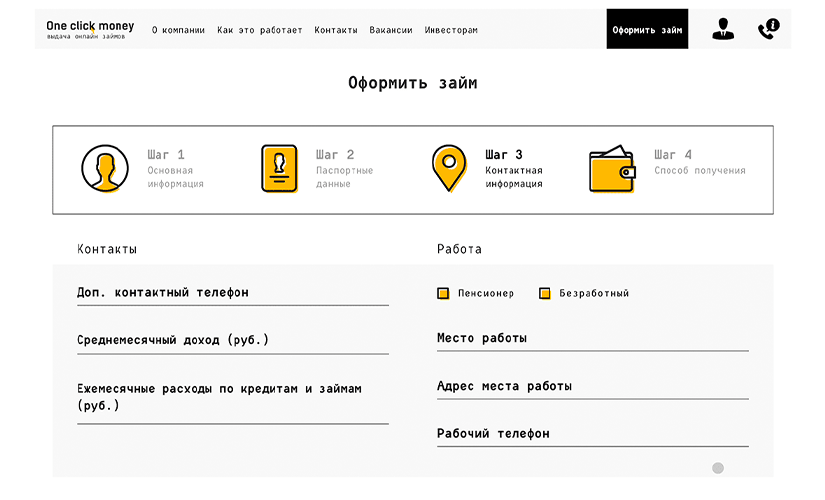 One click money
выдача онлайн займов
О компании
Как это работает
Контакты
Вакансии
Инвесторам
Оформить займ
Оформить займ
Шаг 1
Основная
информация
Шаг 2
Паспортные
данные
Шаг 3
Контактная
информация
Шаг 4
Способ получения
Контакты
Доп. контактный телефон
Среднемесячный доход (руб.)
Ежемесячные расходы по кредитам и займам
(руб.)
Работа
Пенсионер
Безработный
Место работы
Адрес места работы
Рабочий телефон